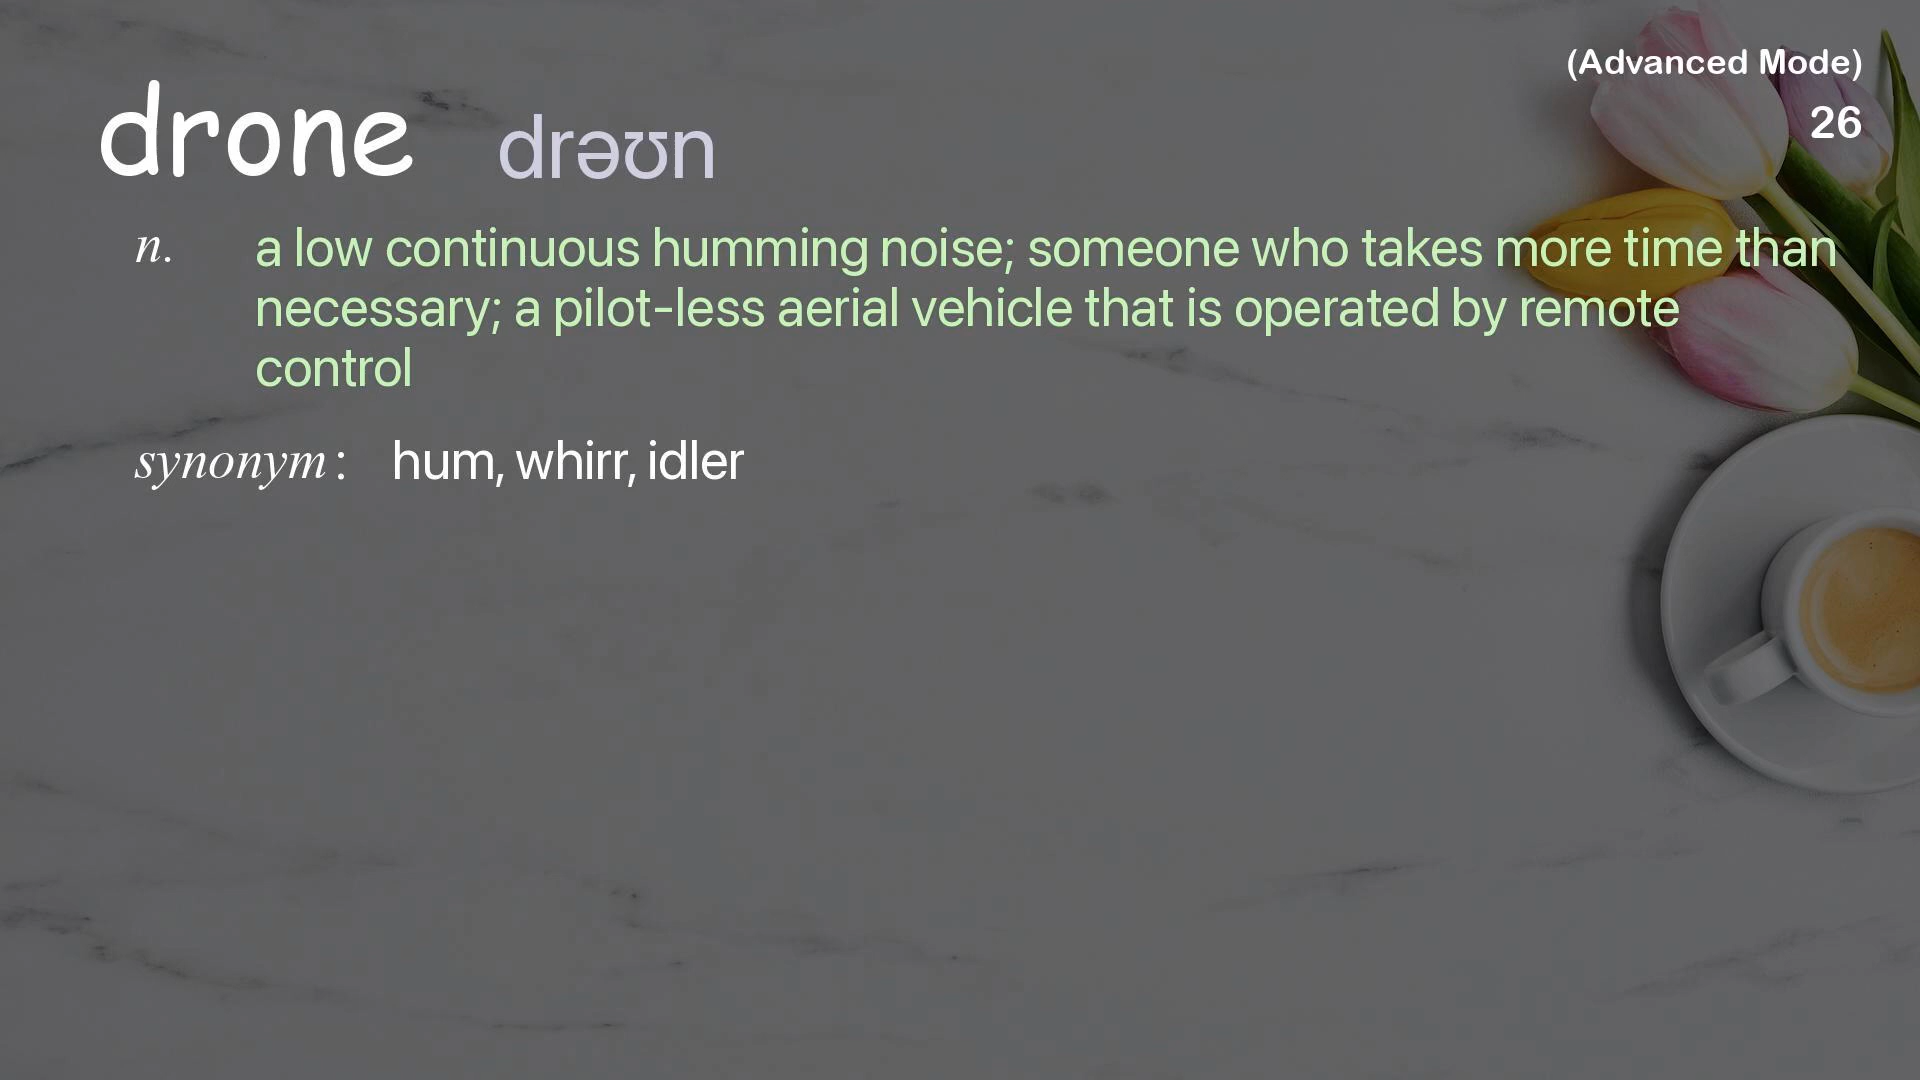 (Advanced Mode)
drone drəʊn
26
n. a low continuous humming noise; someone who takes more time than
necessary; a pilot-less aerial vehicle that is operated by remote
control
synonym: hum, whirr, idler